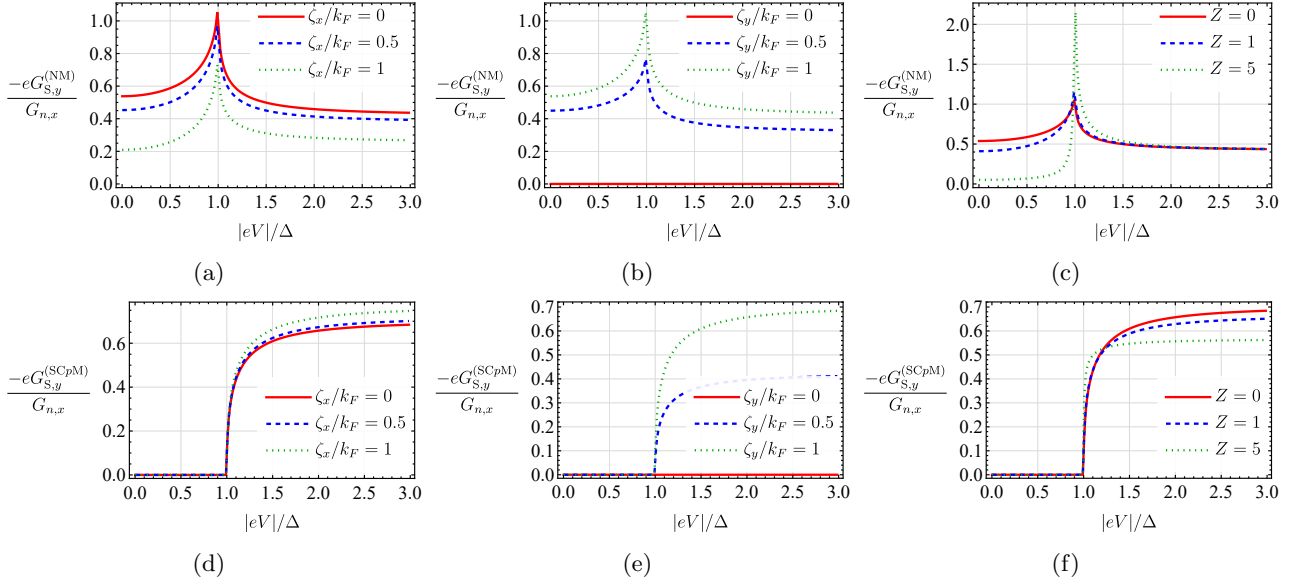 −eG_{S,y}^{(NM)} / G_{n,x}
1.0
0.8
0.6
0.4
0.2
0.0
ζ_x/k_F = 0
ζ_x/k_F = 0.5
ζ_x/k_F = 1
0.0 0.5 1.0 1.5 2.0 2.5 3.0
|eV|/Δ
(a)
−eG_{S,y}^{(NM)} / G_{n,x}
1.0
0.8
0.6
0.4
0.2
0.0
ζ_y/k_F = 0
ζ_y/k_F = 0.5
ζ_y/k_F = 1
0.0 0.5 1.0 1.5 2.0 2.5 3.0
|eV|/Δ
(b)
−eG_{S,y}^{(NM)} / G_{n,x}
2.0
1.5
1.0
0.5
0.0
Z = 0
Z = 1
Z = 5
0.0 0.5 1.0 1.5 2.0 2.5 3.0
|eV|/Δ
(c)
−eG_{S,y}^{(SCpM)} / G_{n,x}
0.6
0.4
0.2
0.0
ζ_x/k_F = 0
ζ_x/k_F = 0.5
ζ_x/k_F = 1
0.0 0.5 1.0 1.5 2.0 2.5 3.0
|eV|/Δ
(d)
−eG_{S,y}^{(SCpM)} / G_{n,x}
0.7
0.6
0.5
0.4
0.3
0.2
0.1
0.0
ζ_y/k_F = 0
ζ_y/k_F = 0.5
ζ_y/k_F = 1
0.0 0.5 1.0 1.5 2.0 2.5 3.0
|eV|/Δ
(e)
−eG_{S,y}^{(SCpM)} / G_{n,x}
0.7
0.6
0.5
0.4
0.3
0.2
0.1
0.0
Z = 0
Z = 1
Z = 5
0.0 0.5 1.0 1.5 2.0 2.5 3.0
|eV|/Δ
(f)